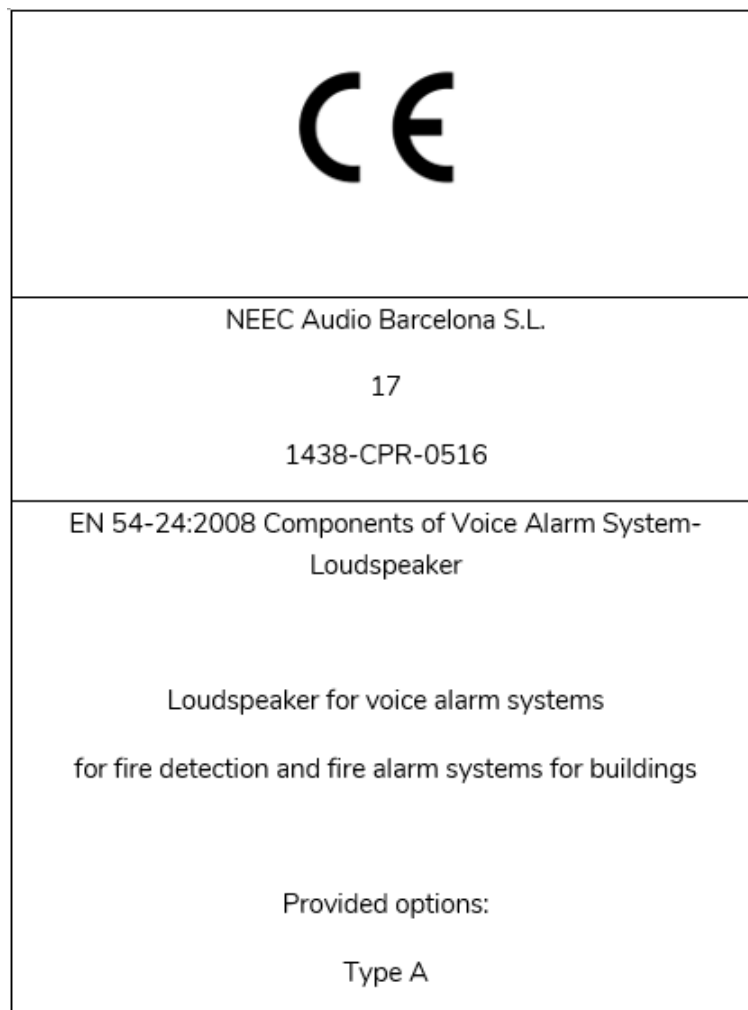 CE
NEEC Audio Barcelona S.L.
17
1438-CPR-0516
EN 54-24:2008 Components of Voice Alarm System-
Loudspeaker
Loudspeaker for voice alarm systems
for fire detection and fire alarm systems for buildings
Provided options:
Type A